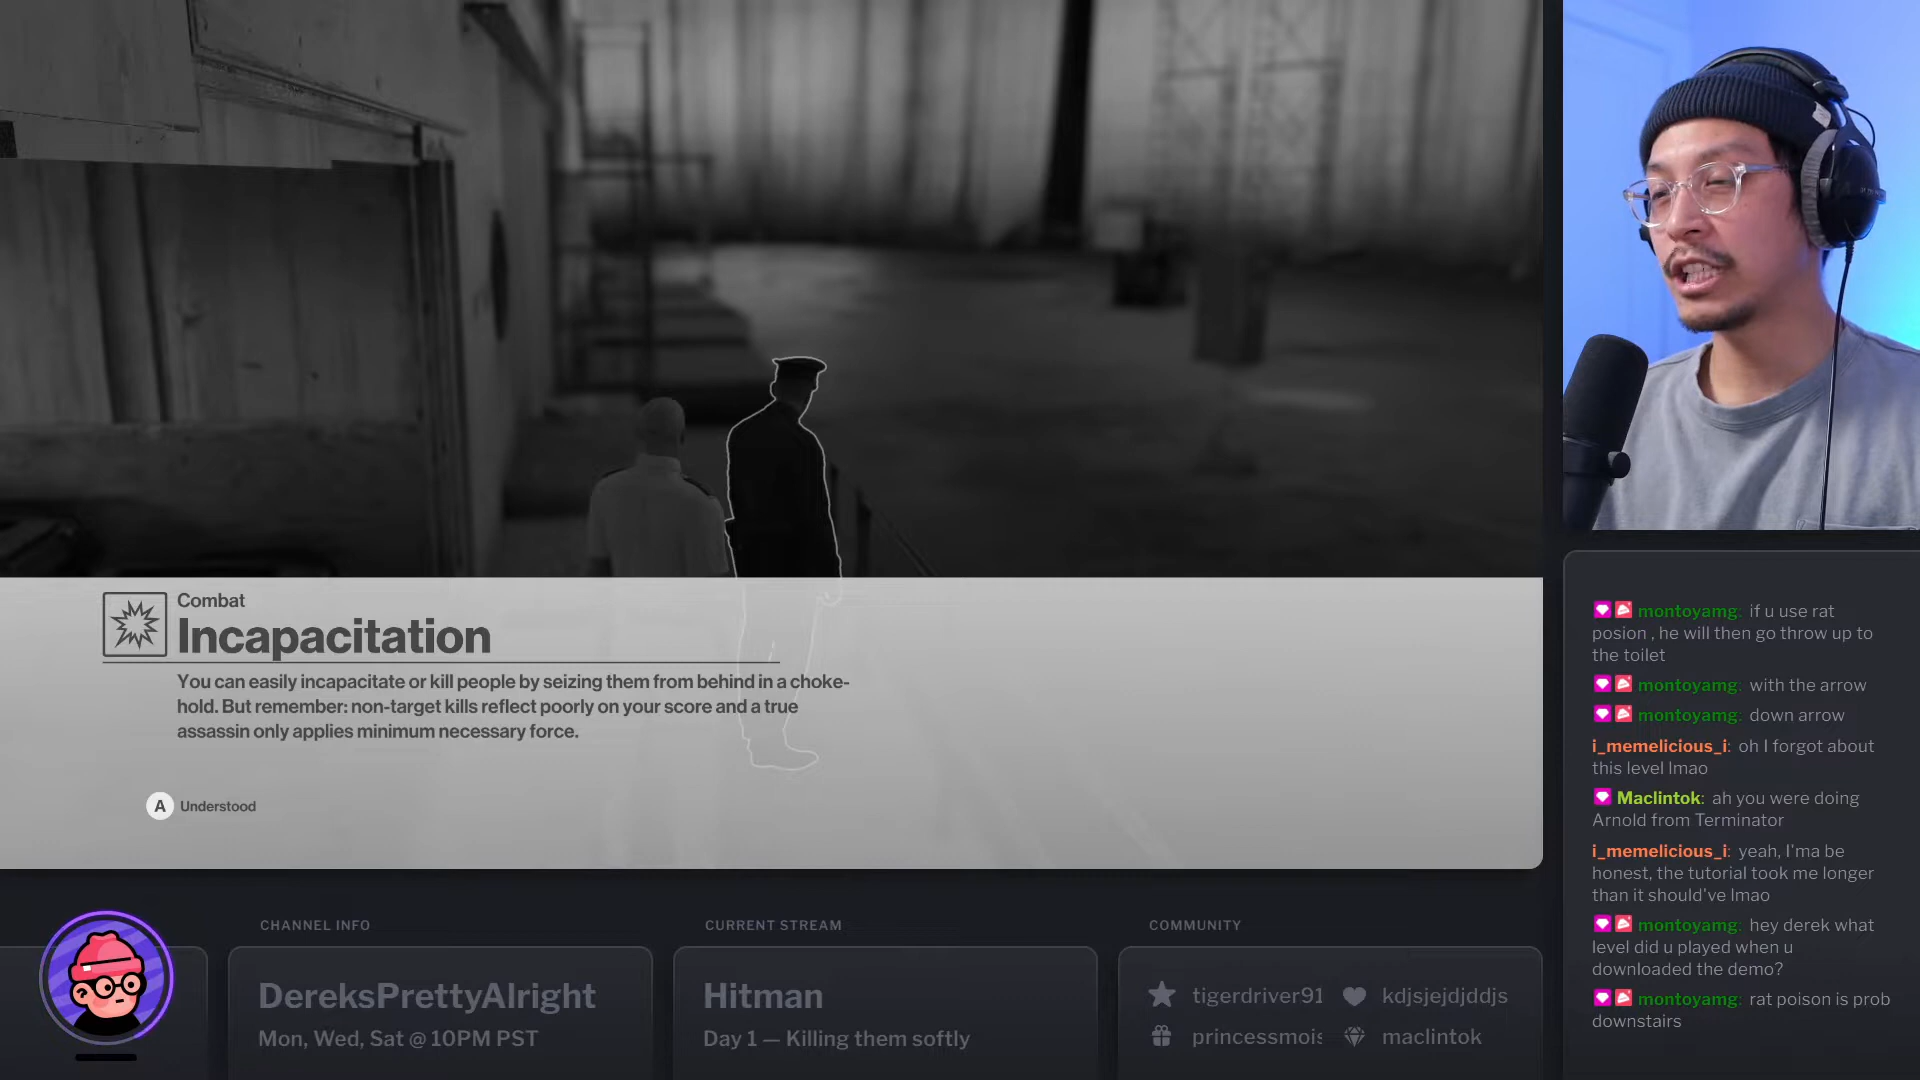 Combat
Incapacitation
You can easily incapacitate or kill people by seizing them from behind in a choke-
hold. But remember: non-target kills reflect poorly on your score and a true
assassin only applies minimum necessary force.
A Understood
montoyamg: if u use rat
posion , he will then go throw up to
the toilet
montoyamg: with the arrow
montoyamg: down arrow
i_memelicious_i: oh I forgot about
this level lmao
Maclintok: ah you were doing
Arnold from Terminator
i_memelicious_i: yeah, I'ma be
honest, the tutorial took me longer
than it should've lmao
montoyamg: hey derek what
level did u played when u
downloaded the demo?
montoyamg: rat poison is prob
downstairs
CHANNEL INFO
DereksPrettyAlright
Mon, Wed, Sat @ 10PM PST
CURRENT STREAM
Hitman
Day 1 — Killing them softly
COMMUNITY
tigerdriver91 kdjsjejdjddjs
princessmois maclintok